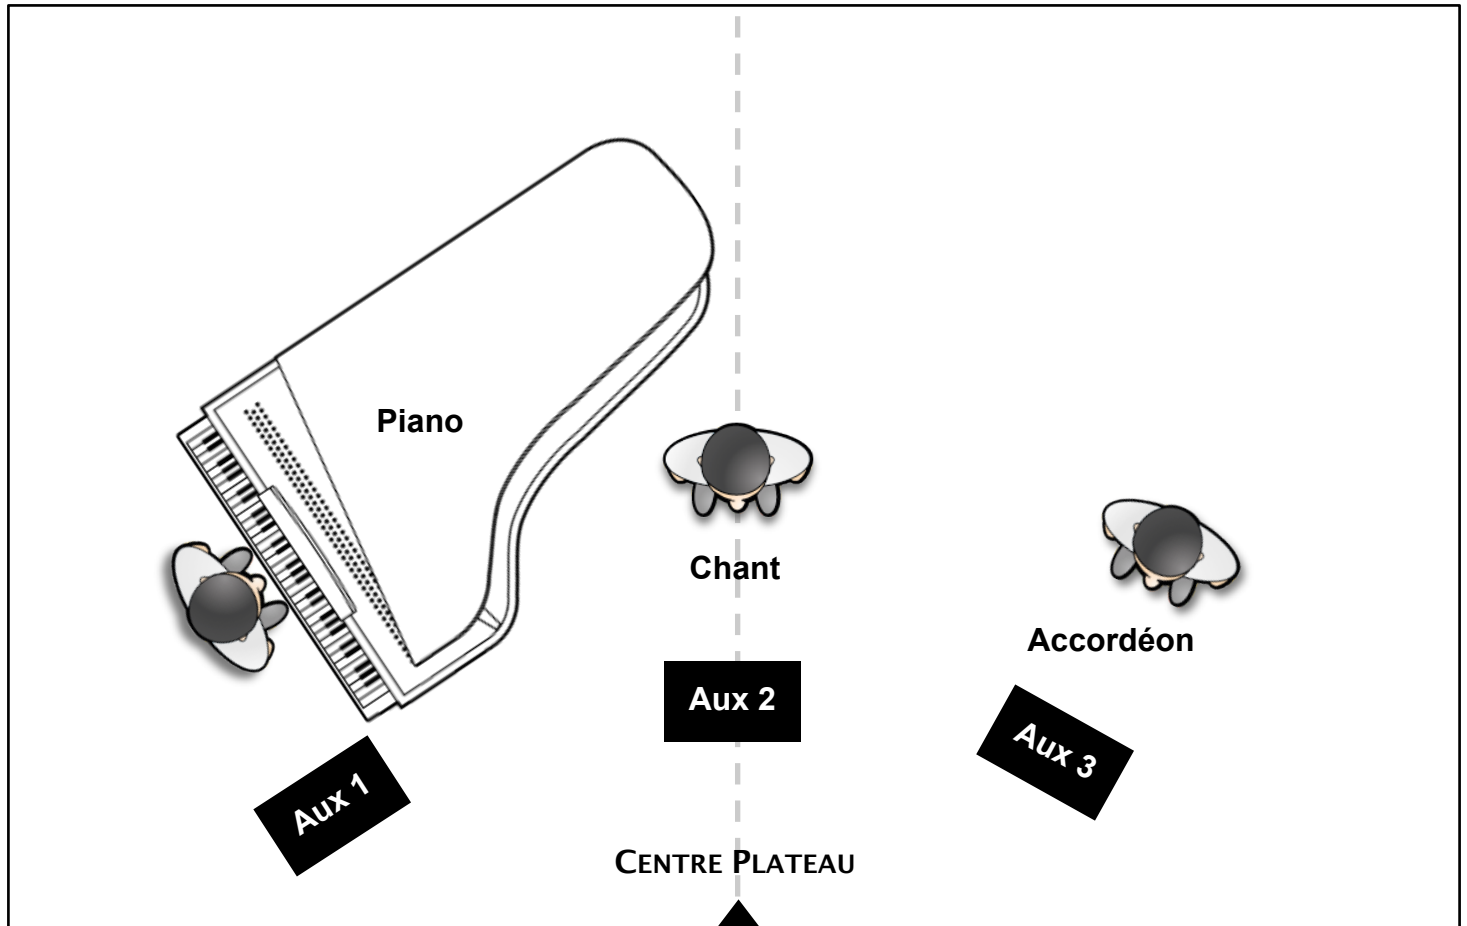 Piano
Chant
Accordéon
Aux 2
Aux 3
Aux 1
CENTRE PLATEAU